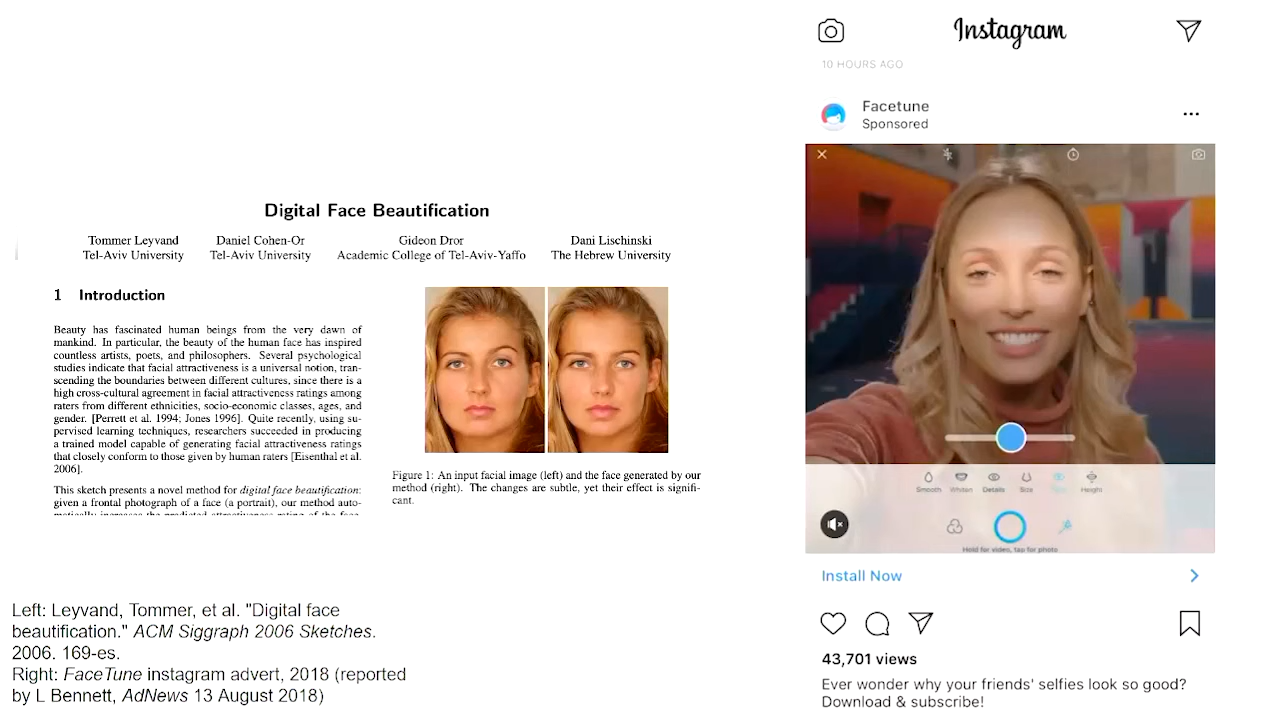 Digital Face Beautification
Tommer Leyvand
Tel-Aviv University
Daniel Cohen-Or
Tel-Aviv University
Gideon Dror
Academic College of Tel-Aviv-Yaffo
Dani Lischinski
The Hebrew University
1 Introduction
Beauty has fascinated human beings from the very dawn of
mankind. In particular, the beauty of the human face has inspired
countless artists, poets, and philosophers. Several psychological
studies indicate that facial attractiveness is a universal notion, tran-
scending the boundaries between different cultures, since there is a
high cross-cultural agreement in facial attractiveness ratings among
raters from different ethnicities, socio-economic classes, ages, and
gender. [Perrett et al. 1994; Jones 1996]. Quite recently, using su-
pervised learning techniques, researchers succeeded in producing
a trained model capable of generating facial attractiveness ratings
that closely conform to those given by human raters [Eisenthal et al.
2006].
This sketch presents a novel method for digital face beautification:
given a frontal photograph of a face (a portrait), our method auto-
matically increases the predicted attractiveness rating of the face.
Figure 1: An input facial image (left) and the face generated by our
method (right). The changes are subtle, yet their effect is signifi-
cant.
Left: Leyvand, Tommer, et al. "Digital face
beautification." ACM Siggraph 2006 Sketches.
2006. 169-es.
Right: FaceTune instagram advert, 2018 (reported
by L Bennett, AdNews 13 August 2018)
Instagram
10 HOURS AGO
Facetune
Sponsored
Smooth Whiten Details Size Height
Hold for video, tap for photo
Install Now
43,701 views
Ever wonder why your friends' selfies look so good?
Download & subscribe!